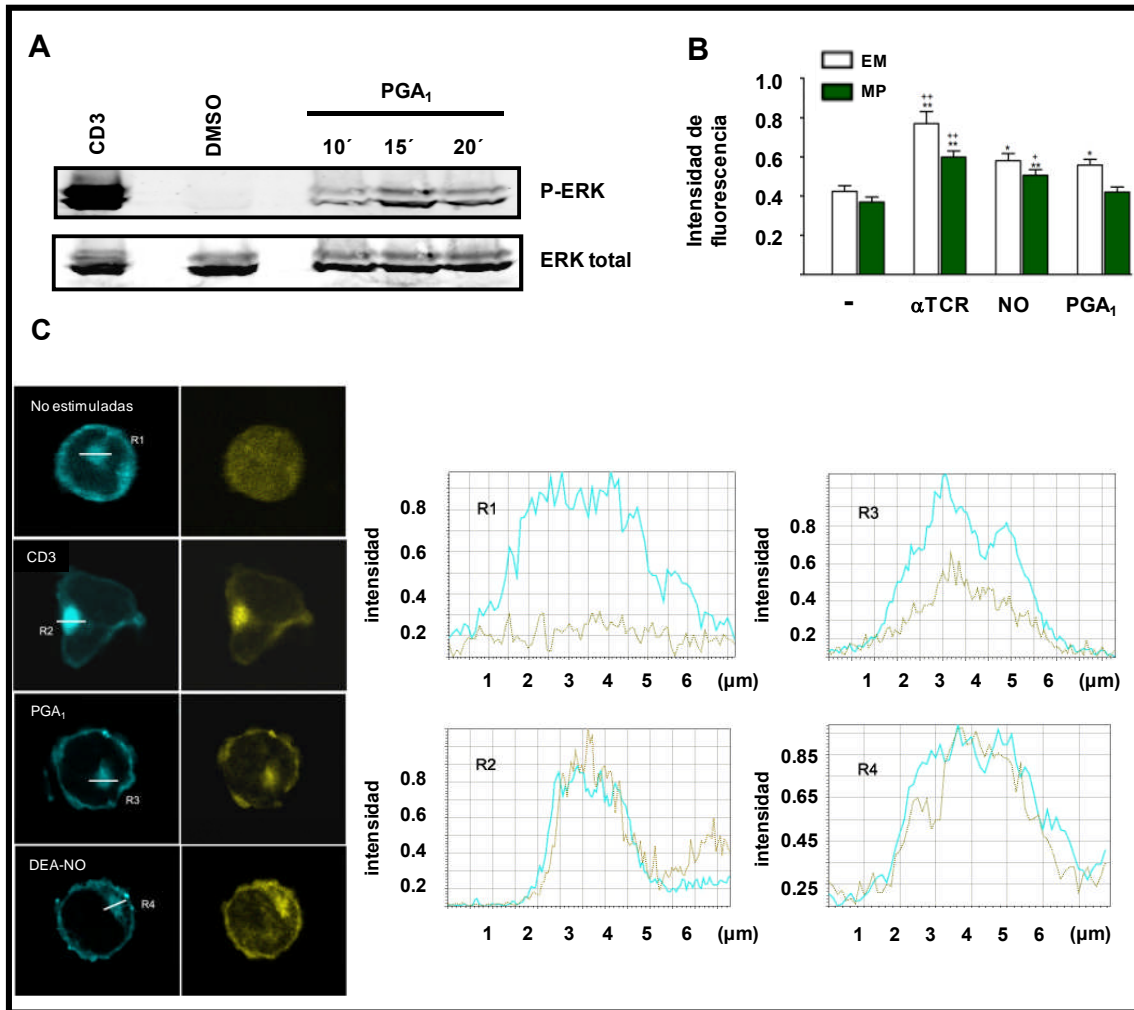 A
CD3
DMSO
PGA₁
10´ 15´ 20´
P-ERK
ERK total
B
EM
MP
Intensidad de
fluorescencia
1.0
0.8
0.6
0.4
0.2
++
**
++
**
*
+
**
*
- αTCR NO PGA₁
C
No estimuladas
R1
CD3
R2
PGA₁
R3
DEA-NO
R4
intensidad
R1
0.8
0.6
0.4
0.2
1 2 3 4 5 6 (µm)
intensidad
R3
0.8
0.6
0.4
0.2
1 2 3 4 5 6 (µm)
intensidad
R2
0.8
0.6
0.4
0.2
1 2 3 4 5 6 (µm)
intensidad
R4
0.85
0.65
0.45
0.25
1 2 3 4 5 6 (µm)